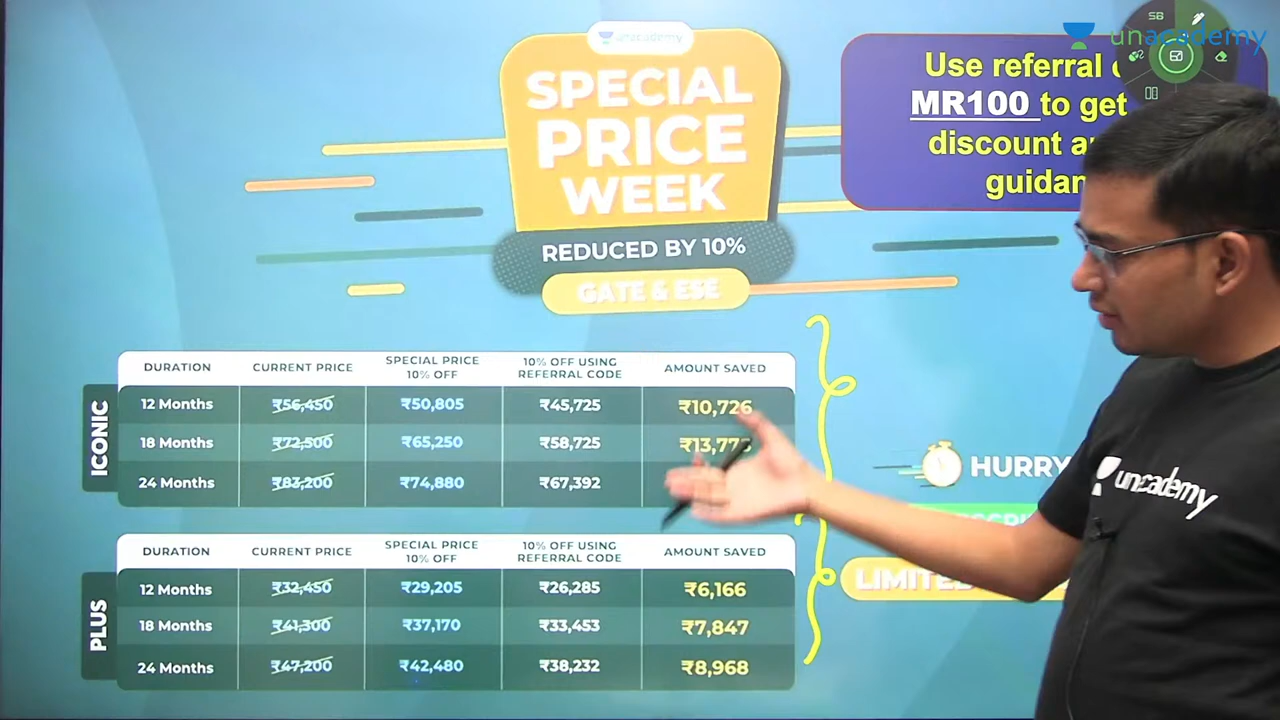 unacademy
SB
unacademy
SPECIAL
PRICE
WEEK
REDUCED BY 10%
GATE & ESE
Use referral
MR100 to get
discount
ICONIC
DURATION CURRENT PRICE SPECIAL PRICE 10% OFF 10% OFF USING REFERRAL CODE AMOUNT SAVED
12 Months ₹56,450 ₹50,805 ₹45,725 ₹10,726
18 Months ₹72,500 ₹65,250 ₹58,725
24 Months ₹83,200 ₹74,880 ₹67,392
PLUS
DURATION CURRENT PRICE SPECIAL PRICE 10% OFF 10% OFF USING REFERRAL CODE AMOUNT SAVED
12 Months ₹32,450 ₹29,205 ₹26,285 ₹6,166
18 Months ₹41,300 ₹37,170 ₹33,453 ₹7,847
24 Months ₹47,200 ₹42,480 ₹38,232 ₹8,968
HURRY
unacademy